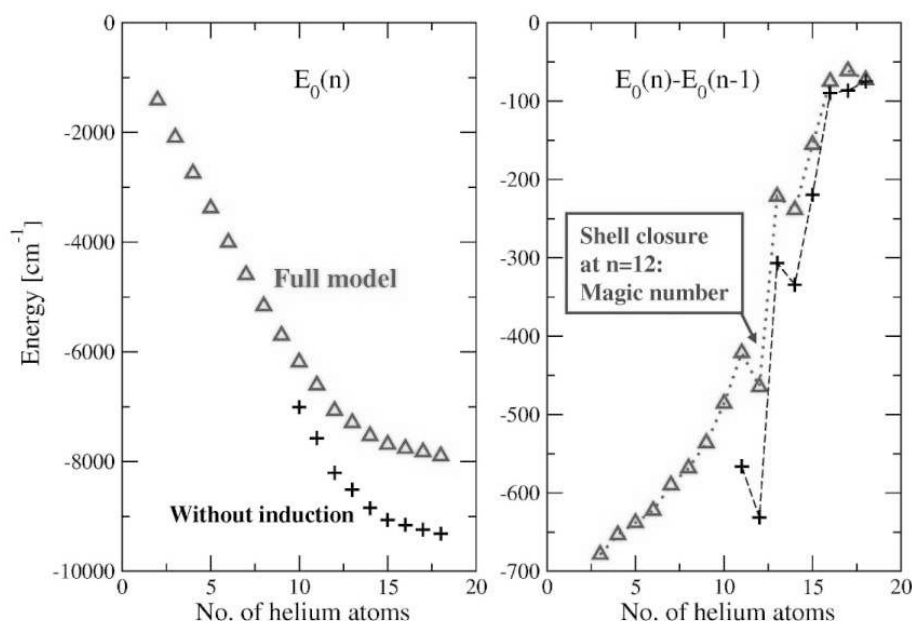 E₀(n)
Full model
Without induction
Energy [cm⁻¹]
0
-2000
-4000
-6000
-8000
-10000
0
5
10
15
20
No. of helium atoms
E₀(n)-E₀(n-1)
Shell closure
at n=12:
Magic number
0
-100
-200
-300
-400
-500
-600
-700
0
5
10
15
20
No. of helium atoms